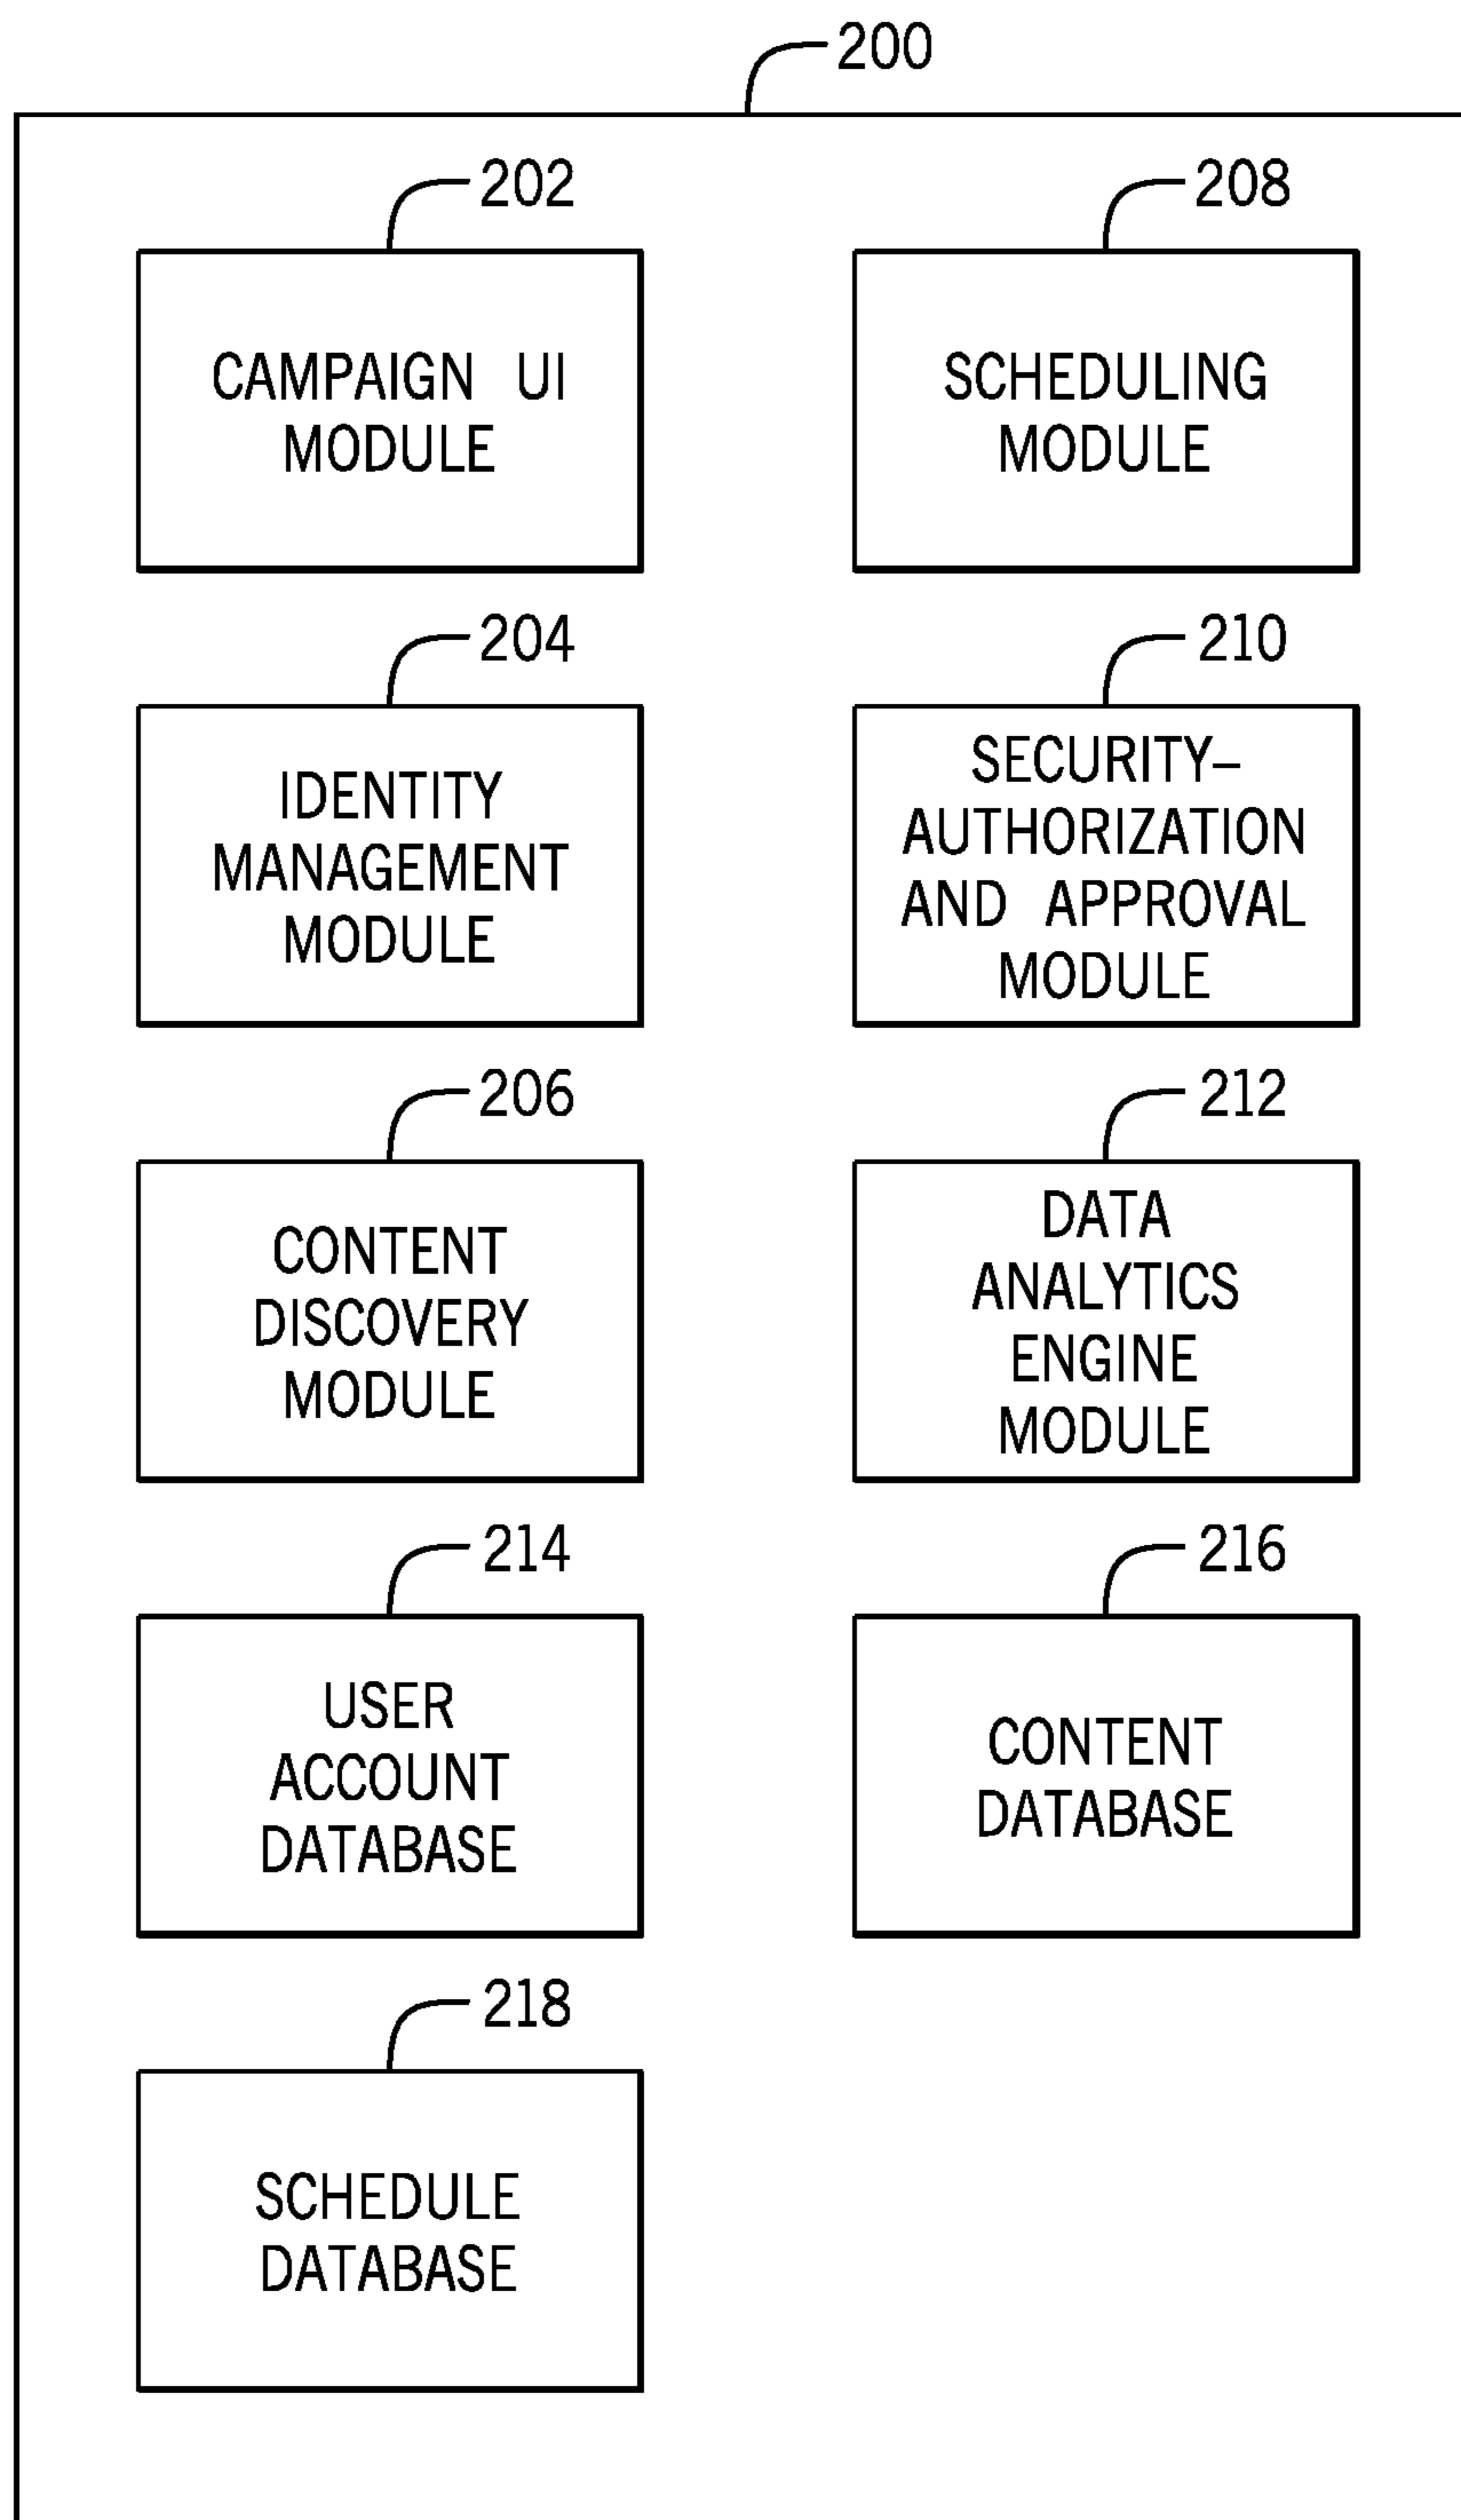 200
202
CAMPAIGN UI
MODULE
208
SCHEDULING
MODULE
204
IDENTITY
MANAGEMENT
MODULE
210
SECURITY–
AUTHORIZATION
AND APPROVAL
MODULE
206
CONTENT
DISCOVERY
MODULE
212
DATA
ANALYTICS
ENGINE
MODULE
214
USER
ACCOUNT
DATABASE
216
CONTENT
DATABASE
218
SCHEDULE
DATABASE